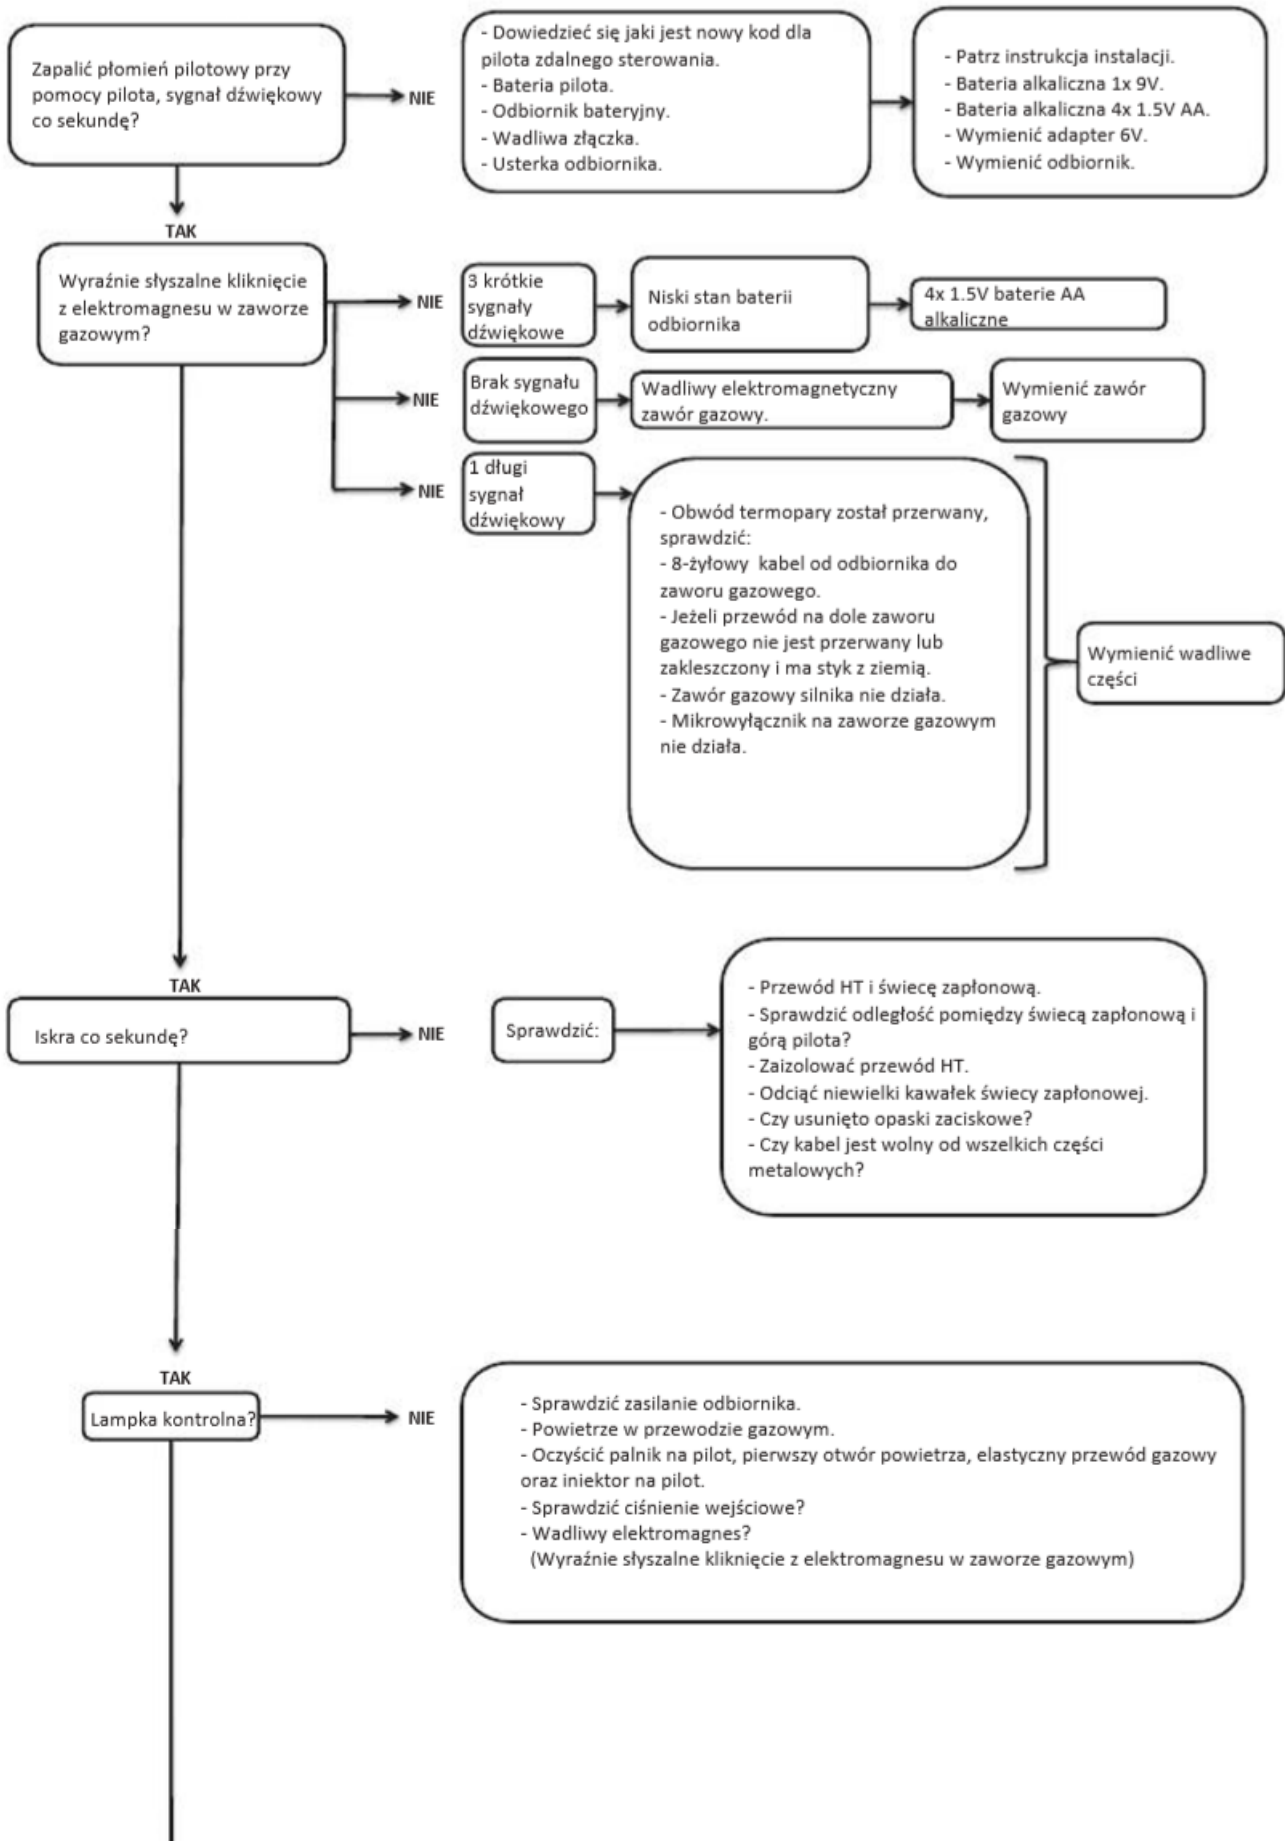 Zapalić płomień pilotowy przy
pomocy pilota, sygnał dźwiękowy
co sekundę?
NIE
- Dowiedzieć się jaki jest nowy kod dla
pilota zdalnego sterowania.
- Bateria pilota.
- Odbiornik bateryjny.
- Wadliwa złączka.
- Usterka odbiornika.
- Patrz instrukcja instalacji.
- Bateria alkaliczna 1x 9V.
- Bateria alkaliczna 4x 1.5V AA.
- Wymienić adapter 6V.
- Wymienić odbiornik.
TAK
Wyraźnie słyszalne kliknięcie
z elektromagnesu w zaworze
gazowym?
NIE
3 krótkie
sygnały
dźwiękowe
Niski stan baterii
odbiornika
4x 1.5V baterie AA
alkaliczne
NIE
Brak sygnału
dźwiękowego
Wadliwy elektromagnetyczny
zawór gazowy.
Wymienić zawór
gazowy
NIE
1 długi
sygnał
dźwiękowy
- Obwód termopary został przerwany,
sprawdzić:
- 8-żyłowy  kabel od odbiornika do
zaworu gazowego.
- Jeżeli przewód na dole zaworu
gazowego nie jest przerwany lub
zakleszczony i ma styk z ziemią.
- Zawór gazowy silnika nie działa.
- Mikrowyłącznik na zaworze gazowym
nie działa.
Wymienić wadliwe
części
TAK
Iskra co sekundę?
NIE
Sprawdzić:
- Przewód HT i świecę zapłonową.
- Sprawdzić odległość pomiędzy świecą zapłonową i
górą pilota?
- Zaizolować przewód HT.
- Odciąć niewielki kawałek świecy zapłonowej.
- Czy usunięto opaski zaciskowe?
- Czy kabel jest wolny od wszelkich części
metalowych?
TAK
Lampka kontrolna?
NIE
- Sprawdzić zasilanie odbiornika.
- Powietrze w przewodzie gazowym.
- Oczyścić palnik na pilot, pierwszy otwór powietrza, elastyczny przewód gazowy
oraz iniektor na pilot.
- Sprawdzić ciśnienie wejściowe?
- Wadliwy elektromagnes?
(Wyraźnie słyszalne kliknięcie z elektromagnesu w zaworze gazowym)